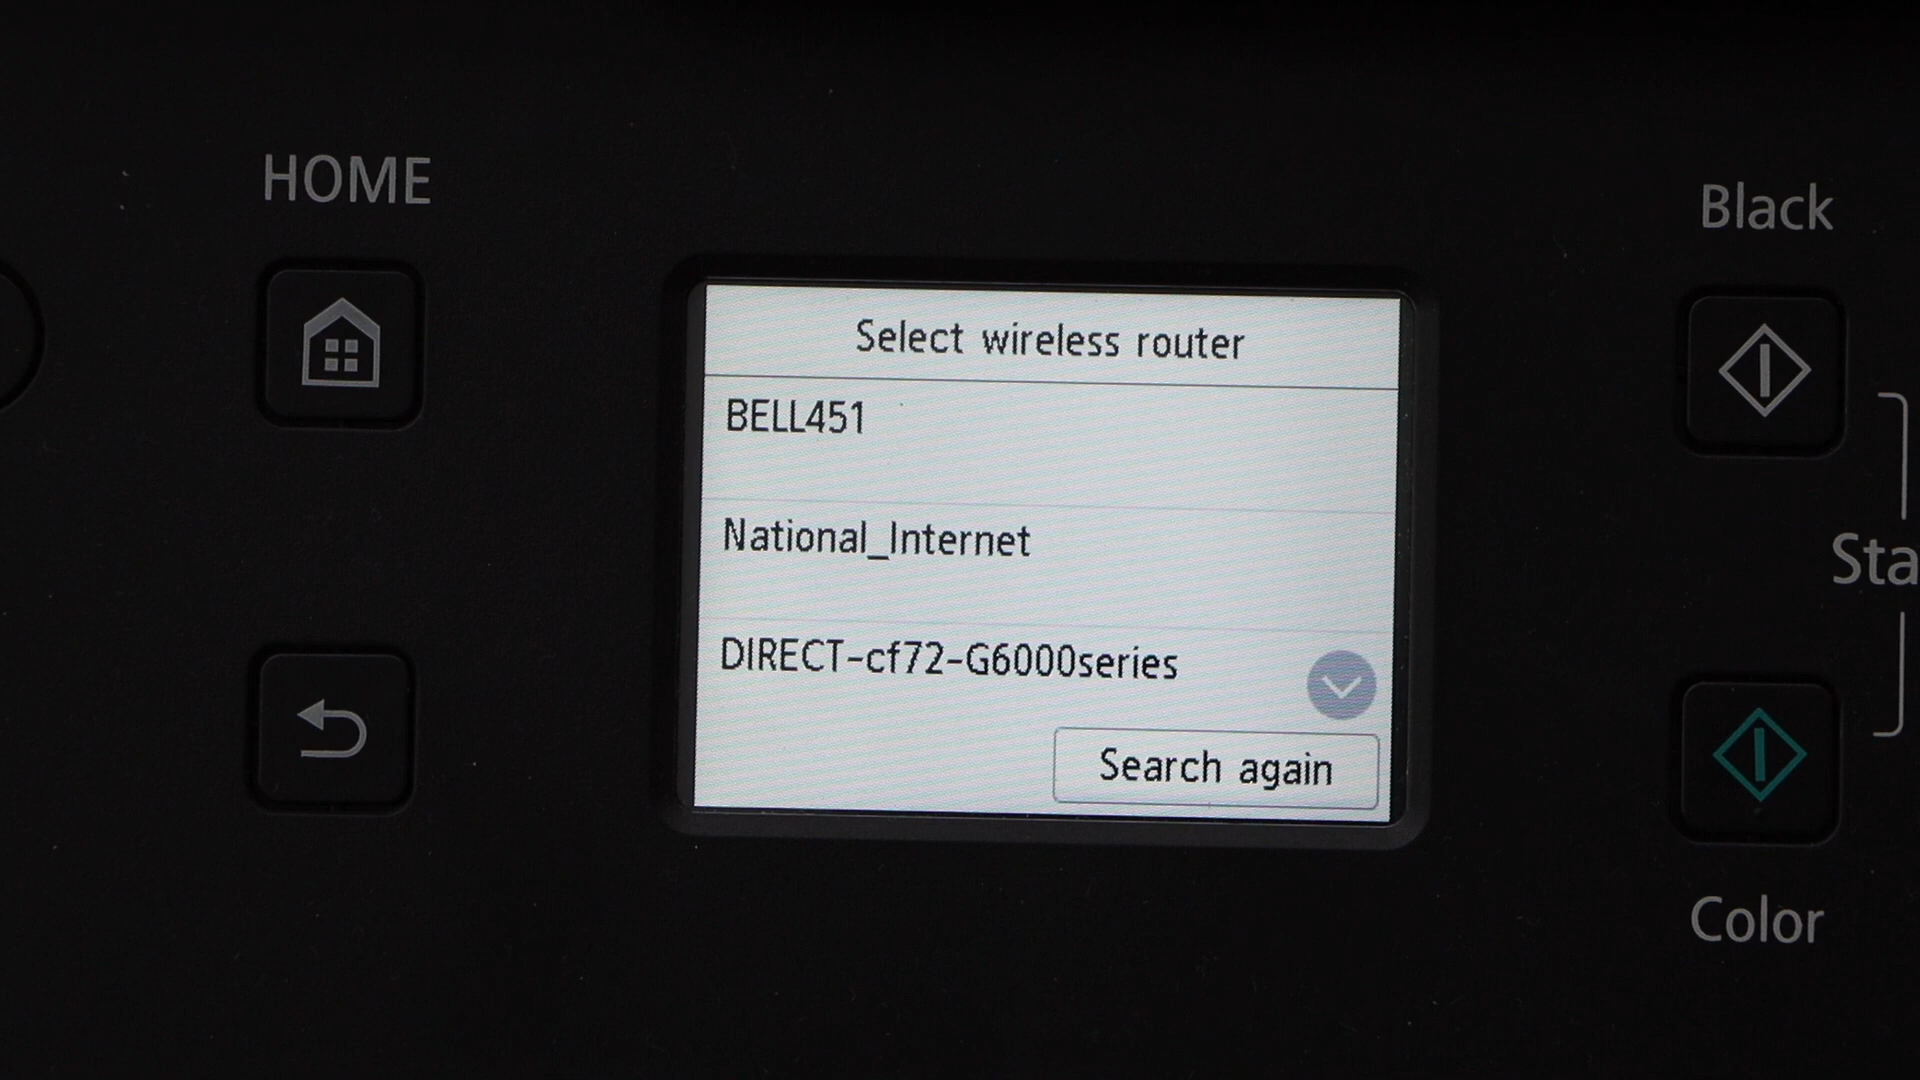 HOME
Black
Select wireless router
BELL451
National_Internet
Sta
DIRECT-cf72-G6000series
Search again
Color